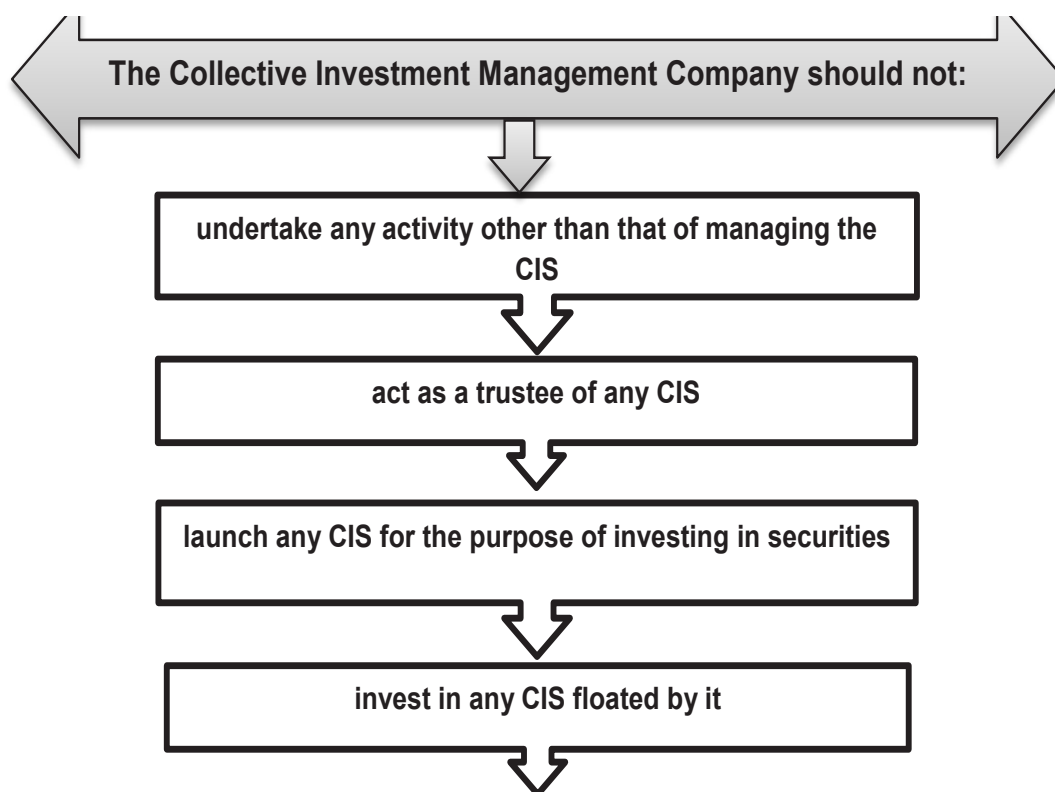 The Collective Investment Management Company should not:
undertake any activity other than that of managing the
CIS
act as a trustee of any CIS
launch any CIS for the purpose of investing in securities
invest in any CIS floated by it